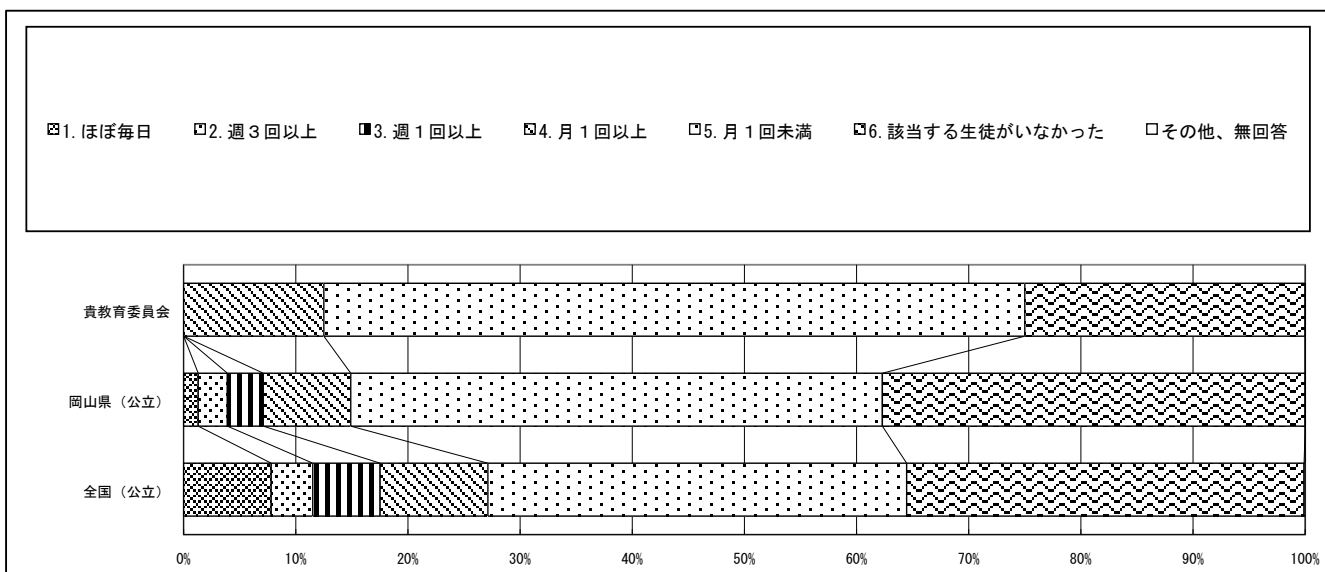 1. ほぼ毎日 2. 週３回以上 3. 週１回以上 4. 月１回以上 5. 月１回未満 6. 該当する生徒がいなかった その他、無回答
貴教育委員会
岡山県（公立）
全国（公立）
0% 10% 20% 30% 40% 50% 60% 70% 80% 90% 100%